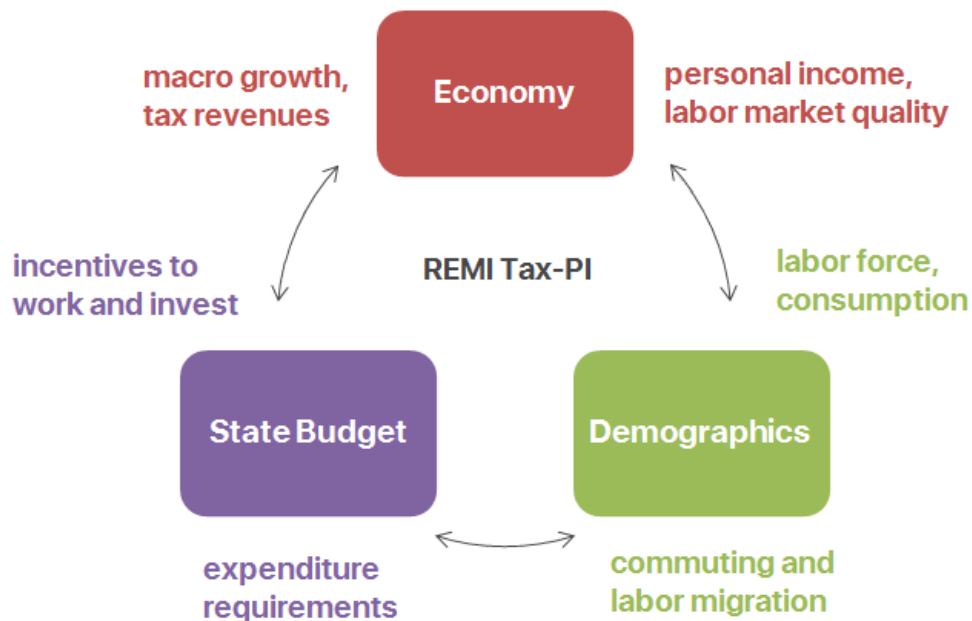 macro growth,
tax revenues
Economy
personal income,
labor market quality
incentives to
work and invest
REMI Tax-PI
labor force,
consumption
State Budget
Demographics
expenditure
requirements
commuting and
labor migration